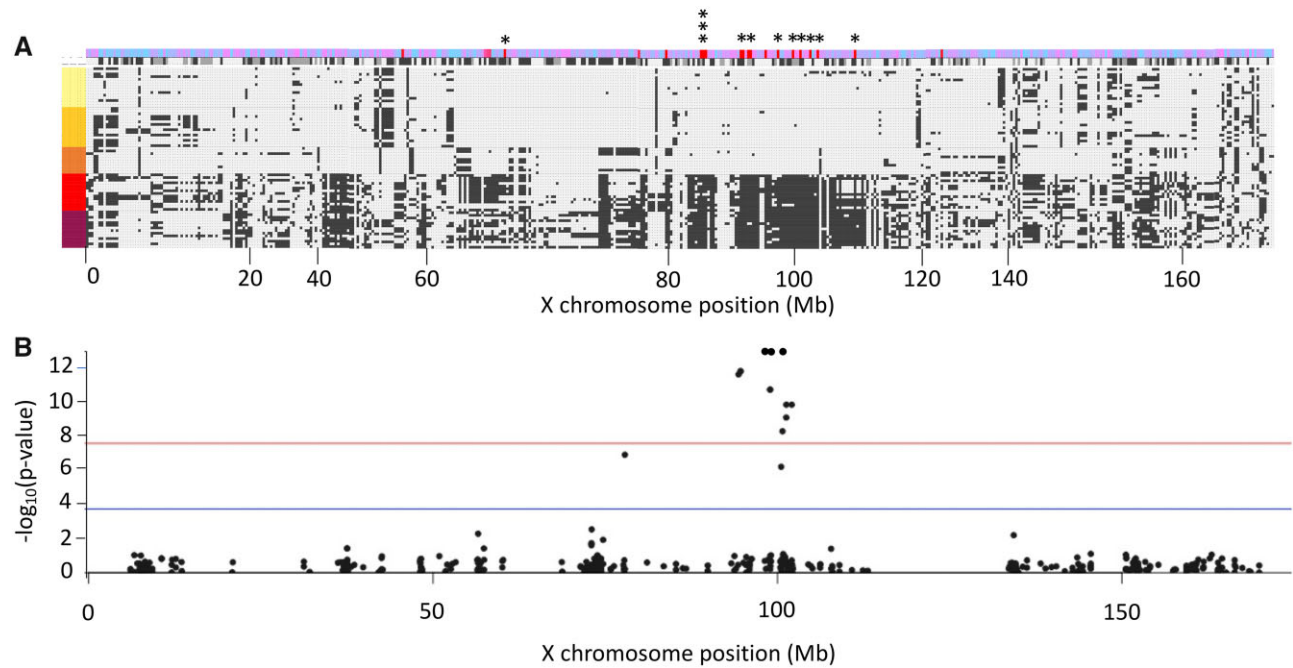 *
*
* * ** * **** *
A
0 20 40 60 80 100 120 140 160
X chromosome position (Mb)
B
12
10
8
6
4
2
0
-log10(p-value)
0 50 100 150
X chromosome position (Mb)